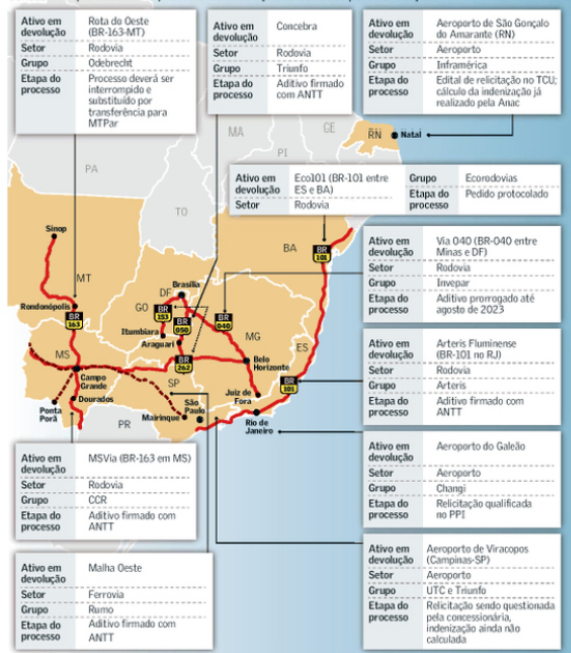 Ativo em devolução Rota do Oeste (BR-163-MT)
Setor Rodovia
Grupo Odebrecht
Etapa do processo Processo deverá ser interrompido e substituído por transferência para MTPar
Ativo em devolução Concebra
Setor Rodovia
Grupo Triunfo
Etapa do processo Aditivo firmado com ANTT
Ativo em devolução Aeroporto de São Gonçalo do Amarante (RN)
Setor Aeroporto
Grupo Inframérica
Etapa do processo Edital de relicitação no TCU; cálculo da indenização já realizado pela Anac
Ativo em devolução Eco101 (BR-101 entre ES e BA)
Setor Rodovia
Grupo Ecorodovias
Etapa do processo Pedido protocolado
Ativo em devolução Via 040 (BR-040 entre Minas e DF)
Setor Rodovia
Grupo Invepar
Etapa do processo Aditivo prorrogado até agosto de 2023
Ativo em devolução Arteris Fluminense (BR-101 no RJ)
Setor Rodovia
Grupo Arteris
Etapa do processo Aditivo firmado com ANTT
Ativo em devolução Aeroporto do Galeão
Setor Aeroporto
Grupo Changi
Etapa do processo Relicitação qualificada no PPI
Ativo em devolução Aeroporto de Viracopos (Campinas-SP)
Setor Aeroporto
Grupo UTC e Triunfo
Etapa do processo Relicitação sendo questionada pela concessionária, indenização ainda não calculada
Ativo em devolução MSVia (BR-163 em MS)
Setor Rodovia
Grupo CCR
Etapa do processo Aditivo firmado com ANTT
Ativo em devolução Malha Oeste
Setor Ferrovia
Grupo Rumo
Etapa do processo Aditivo firmado com ANTT
MA
CE
PI
RN
Natal
PA
TO
BA
Sinop
MT
Rondonópolis
BR 163
Brasília
DF
GO
BR 153
BR 050
BR 040
BR 101
Itumbiara
Araguari
MG
ES
MS
BR 262
Belo Horizonte
Campo Grande
SP
BR 101
Ponta Porã
Dourados
São Paulo
Mairinque
Juiz de Fora
Rio de Janeiro
PR